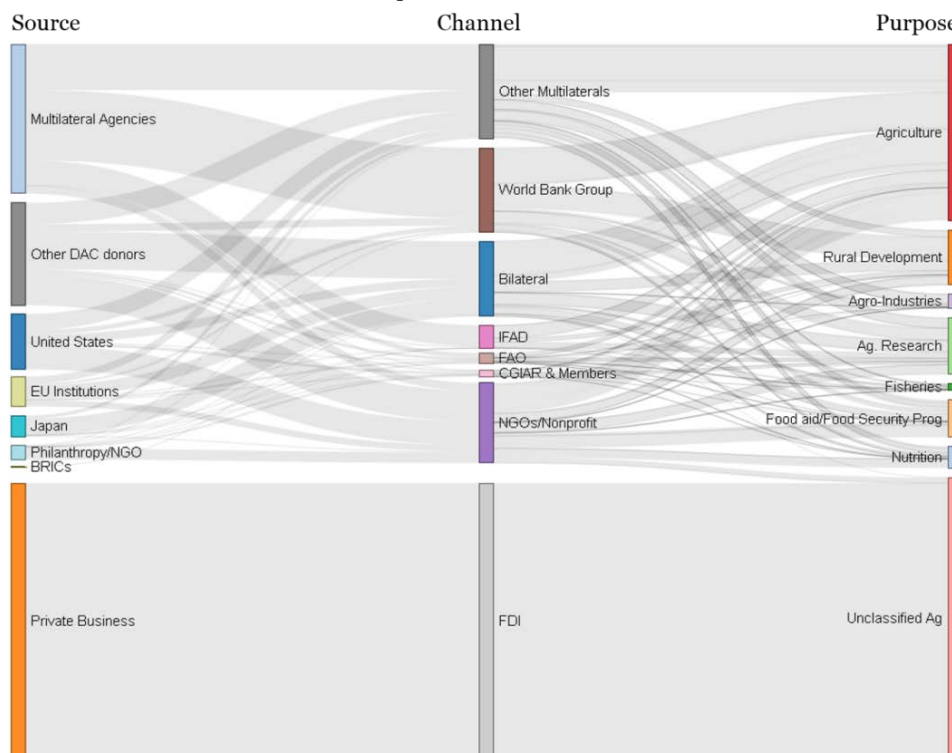 Source
Channel
Purpose
Multilateral Agencies
Other DAC donors
United States
EU Institutions
Japan
Philanthropy/NGO
BRICs
Private Business
Other Multilaterals
World Bank Group
Bilateral
IFAD
FAO
CGIAR & Members
NGOs/Nonprofit
FDI
Agriculture
Rural Development
Agro-Industries
Ag. Research
Fisheries
Food aid/Food Security Prog
Nutrition
Unclassified Ag